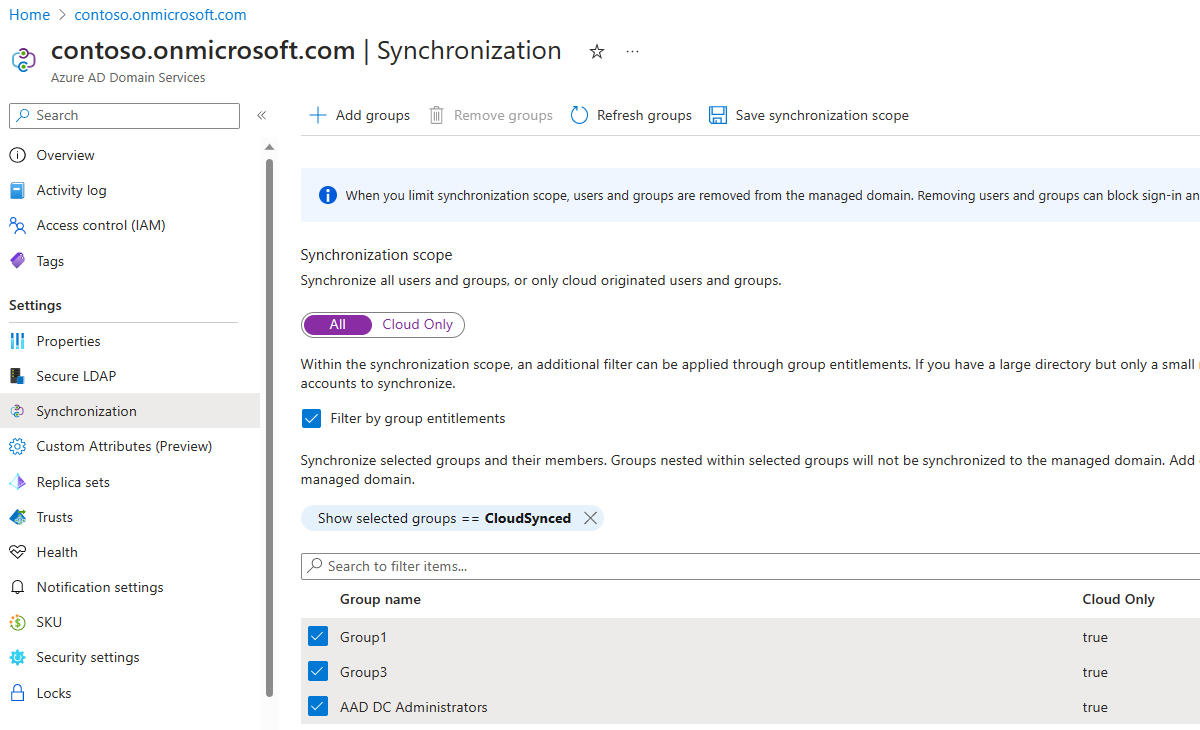 Home > contoso.onmicrosoft.com
contoso.onmicrosoft.com | Synchronization
Azure AD Domain Services
Search
Add groups
Remove groups
Refresh groups
Save synchronization scope
Overview
Activity log
Access control (IAM)
Tags
Settings
Properties
Secure LDAP
Synchronization
Custom Attributes (Preview)
Replica sets
Trusts
Health
Notification settings
SKU
Security settings
Locks
When you limit synchronization scope, users and groups are removed from the managed domain. Removing users and groups can block sign-in an
Synchronization scope
Synchronize all users and groups, or only cloud originated users and groups.
All
Cloud Only
Within the synchronization scope, an additional filter can be applied through group entitlements. If you have a large directory but only a small
accounts to synchronize.
Filter by group entitlements
Synchronize selected groups and their members. Groups nested within selected groups will not be synchronized to the managed domain. Add
managed domain.
Show selected groups == CloudSynced
Search to filter items...
Group name
Cloud Only
Group1
true
Group3
true
AAD DC Administrators
true